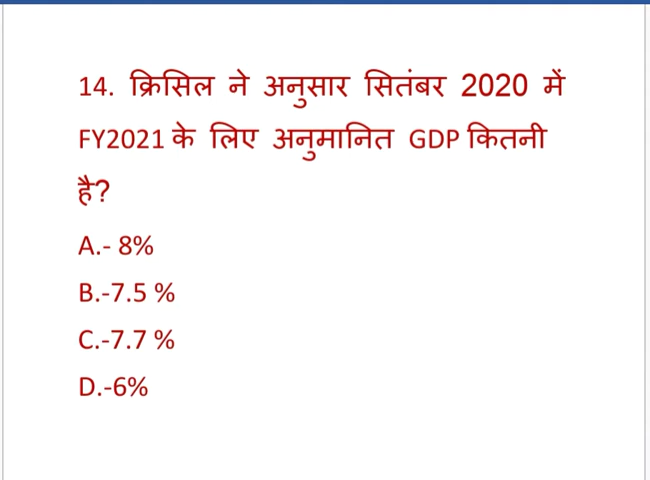 14. क्रिसिल ने अनुसार सितंबर 2020 में
FY2021 के लिए अनुमानित GDP कितनी
है?
A.- 8%
B.-7.5 %
C.-7.7 %
D.-6%